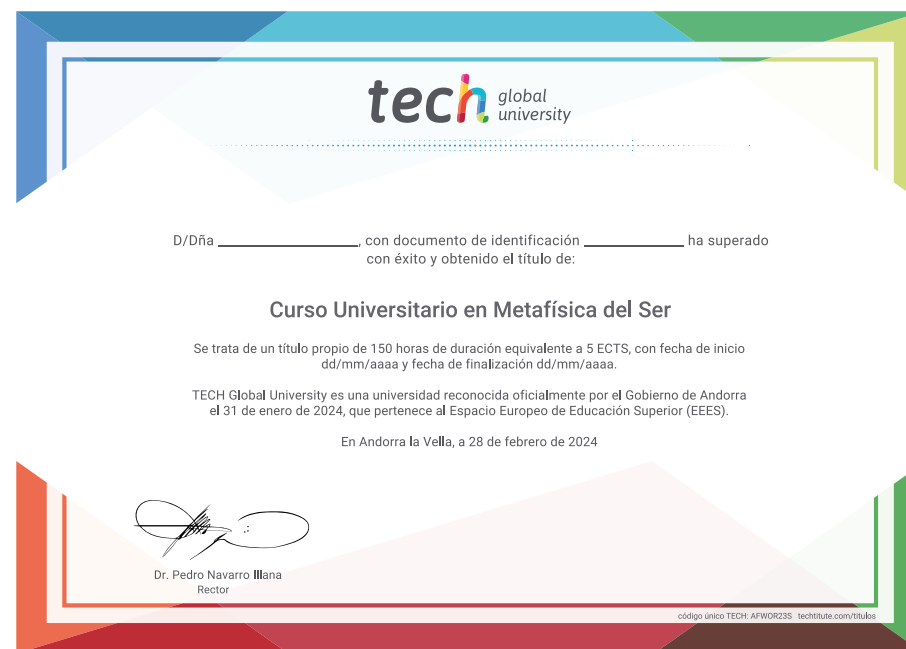 tech global university
D/Dña ______________, con documento de identificación __________ ha superado
con éxito y obtenido el título de:
Curso Universitario en Metafísica del Ser
Se trata de un título propio de 150 horas de duración equivalente a 5 ECTS, con fecha de inicio
dd/mm/aaaa y fecha de finalización dd/mm/aaaa.
TECH Global University es una universidad reconocida oficialmente por el Gobierno de Andorra
el 31 de enero de 2024, que pertenece al Espacio Europeo de Educación Superior (EEES).
En Andorra la Vella, a 28 de febrero de 2024
Dr. Pedro Navarro Illana
Rector
código único TECH: AFWOR23S techtitute.com/titulos